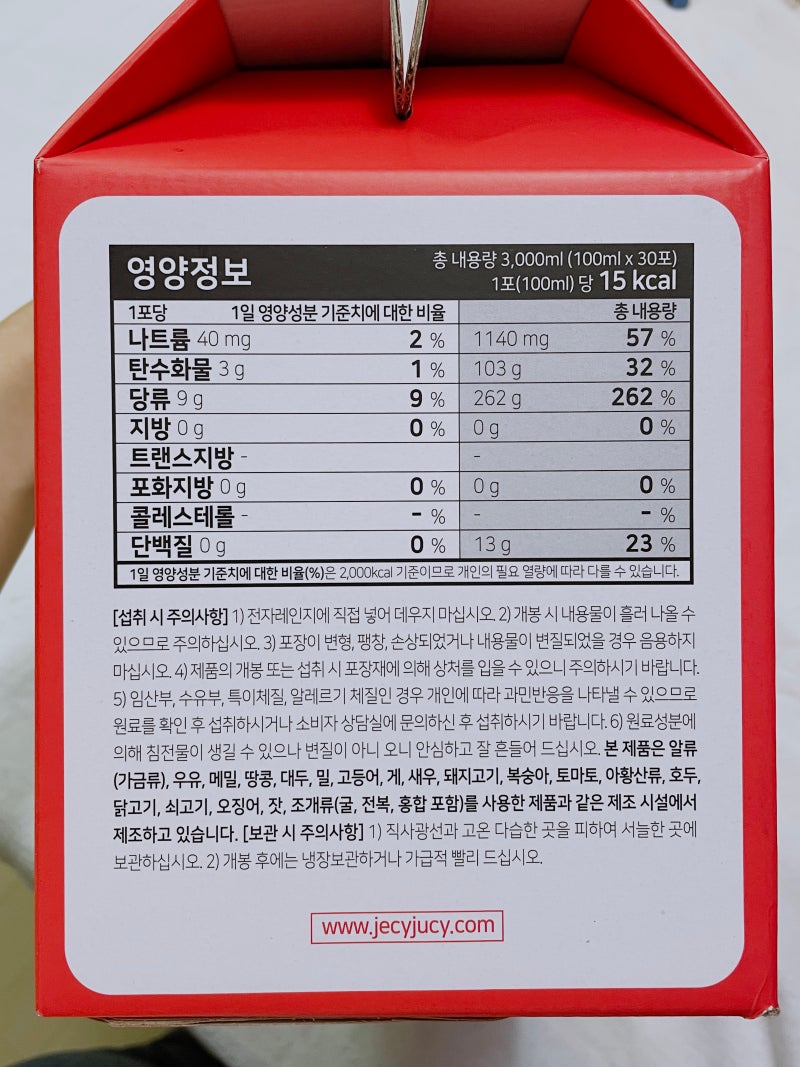 영양정보
총 내용량 3,000ml (100ml x 30포)
1포(100ml) 당 15 kcal
1포당 1일 영양성분 기준치에 대한 비율 총 내용량
나트륨 40 mg 2 % 1140 mg 57 %
탄수화물 3 g 1 % 103 g 32 %
당류 9 g 9 % 262 g 262 %
지방 0 g 0 % 0 g 0 %
트랜스지방 - -
포화지방 0 g 0 % 0 g 0 %
콜레스테롤 - - % - - %
단백질 0 g 0 % 13 g 23 %
1일 영양성분 기준치에 대한 비율(%)은 2,000kcal 기준이므로 개인의 필요 열량에 따라 다를 수 있습니다.
[섭취 시 주의사항] 1) 전자레인지에 직접 넣어 데우지 마십시오. 2) 개봉 시 내용물이 흘러 나올 수
있으므로 주의하십시오. 3) 포장이 변형, 팽창, 손상되었거나 내용물이 변질되었을 경우 음용하지
마십시오. 4) 제품의 개봉 또는 섭취 시 포장재에 의해 상처를 입을 수 있으니 주의하시기 바랍니다.
5) 임산부, 수유부, 특이체질, 알레르기 체질인 경우 개인에 따라 과민반응을 나타낼 수 있으므로
원료를 확인 후 섭취하시거나 소비자 상담실에 문의하신 후 섭취하시기 바랍니다. 6) 원료성분에
의해 침전물이 생길 수 있으나 변질이 아니 오니 안심하고 잘 흔들어 드십시오. 본 제품은 알류
(가금류), 우유, 메밀, 땅콩, 대두, 밀, 고등어, 게, 새우, 돼지고기, 복숭아, 토마토, 아황산류, 호두,
닭고기, 쇠고기, 오징어, 잣, 조개류(굴, 전복, 홍합 포함)를 사용한 제품과 같은 제조 시설에서
제조하고 있습니다. [보관 시 주의사항] 1) 직사광선과 고온 다습한 곳을 피하여 서늘한 곳에
보관하십시오. 2) 개봉 후에는 냉장보관하거나 가급적 빨리 드십시오.
www.jecyjucy.com